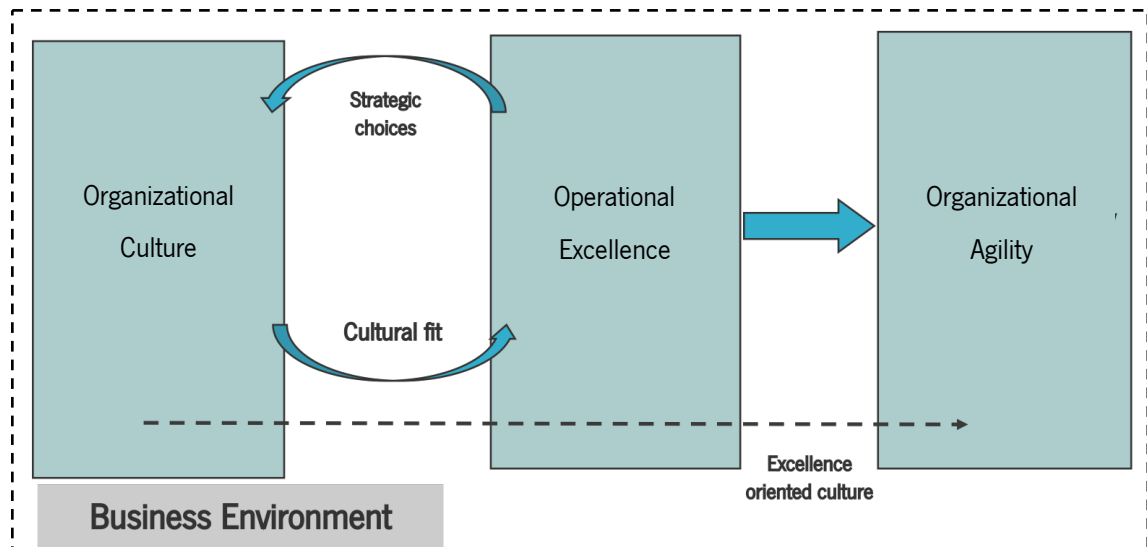 Strategic
choices
Organizational
Culture
Operational
Excellence
Organizational
Agility
Cultural fit
Excellence
oriented culture
Business Environment